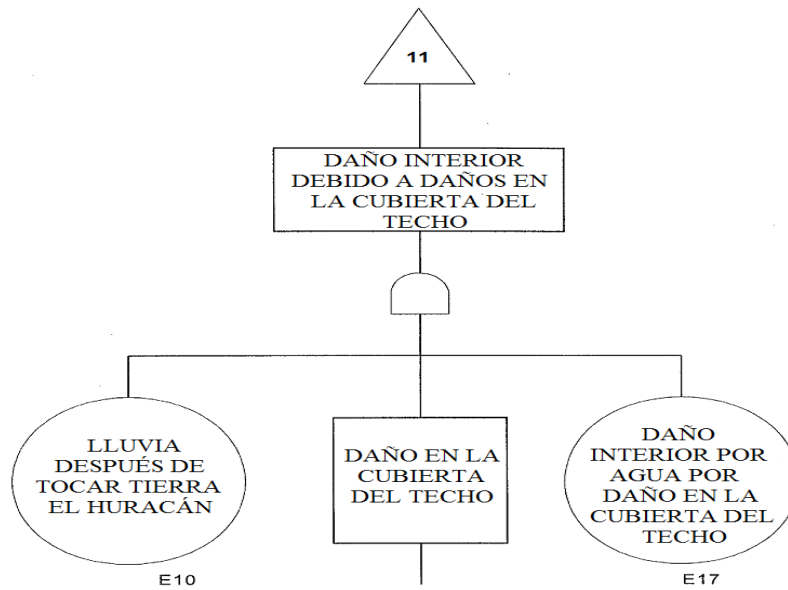 11
DAÑO INTERIOR
DEBIDO A DAÑOS EN
LA CUBIERTA DEL
TECHO
LLUVIA
DESPUÉS DE
TOCAR TIERRA
EL HURACÁN
E10
DAÑO EN LA
CUBIERTA
DEL TECHO
DAÑO
INTERIOR POR
AGUA POR
DAÑO EN LA
CUBIERTA DEL
TECHO
E17